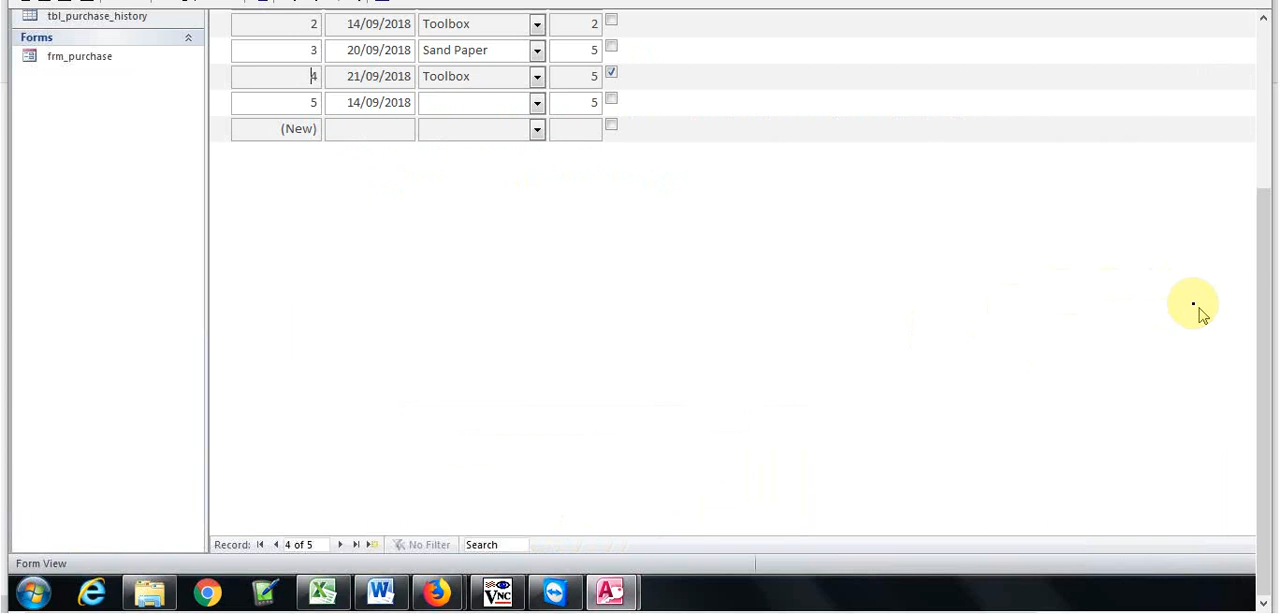 tbl_purchase_history
Forms
frm_purchase
2 14/09/2018 Toolbox 2
3 20/09/2018 Sand Paper 5
4 21/09/2018 Toolbox 5
5 14/09/2018 5
(New)
Record: 4 of 5 No Filter Search
Form View
W
VNC
A